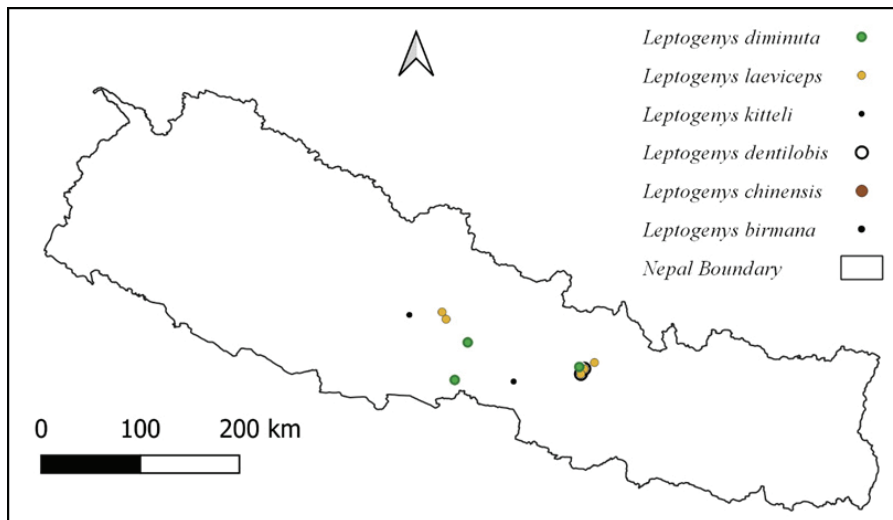 Leptogenys diminuta
Leptogenys laeviceps
Leptogenys kitteli
Leptogenys dentilobis
Leptogenys chinensis
Leptogenys birmana
Nepal Boundary
0 100 200 km